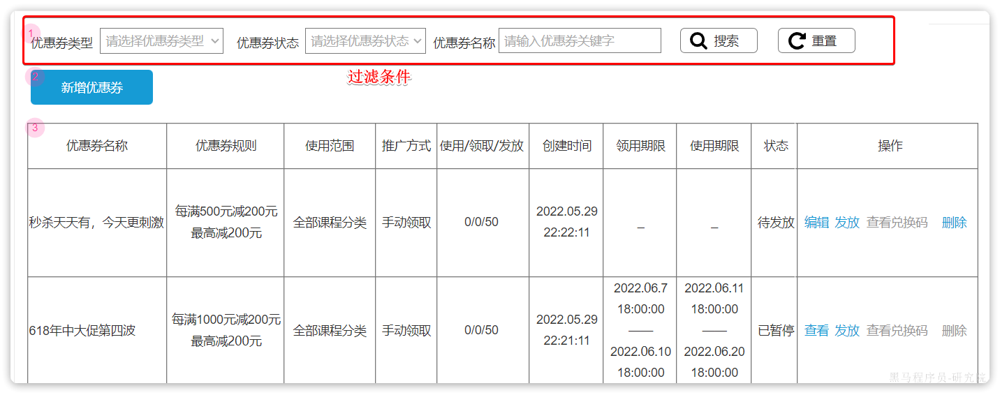 1
优惠券类型 请选择优惠券类型 优惠券状态 请选择优惠券状态 优惠券名称 请输入优惠券关键字 搜索 重置
过滤条件
2
新增优惠券
3
优惠券名称 优惠券规则 使用范围 推广方式 使用/领取/发放 创建时间 领用期限 使用期限 状态 操作
秒杀天天有，今天更刺激
每满500元减200元
最高减200元
全部课程分类
手动领取
0/0/50
2022.05.29
22:22:11
_
_
待发放
编辑 发放 查看兑换码 删除
618年中大促第四波
每满1000元减200元
最高减200元
全部课程分类
手动领取
0/0/50
2022.05.29
22:21:11
2022.06.7
18:00:00
——
2022.06.10
18:00:00
2022.06.11
18:00:00
——
2022.06.20
18:00:00
已暂停
查看 发放 查看兑换码 删除
黑马程序员-研究院